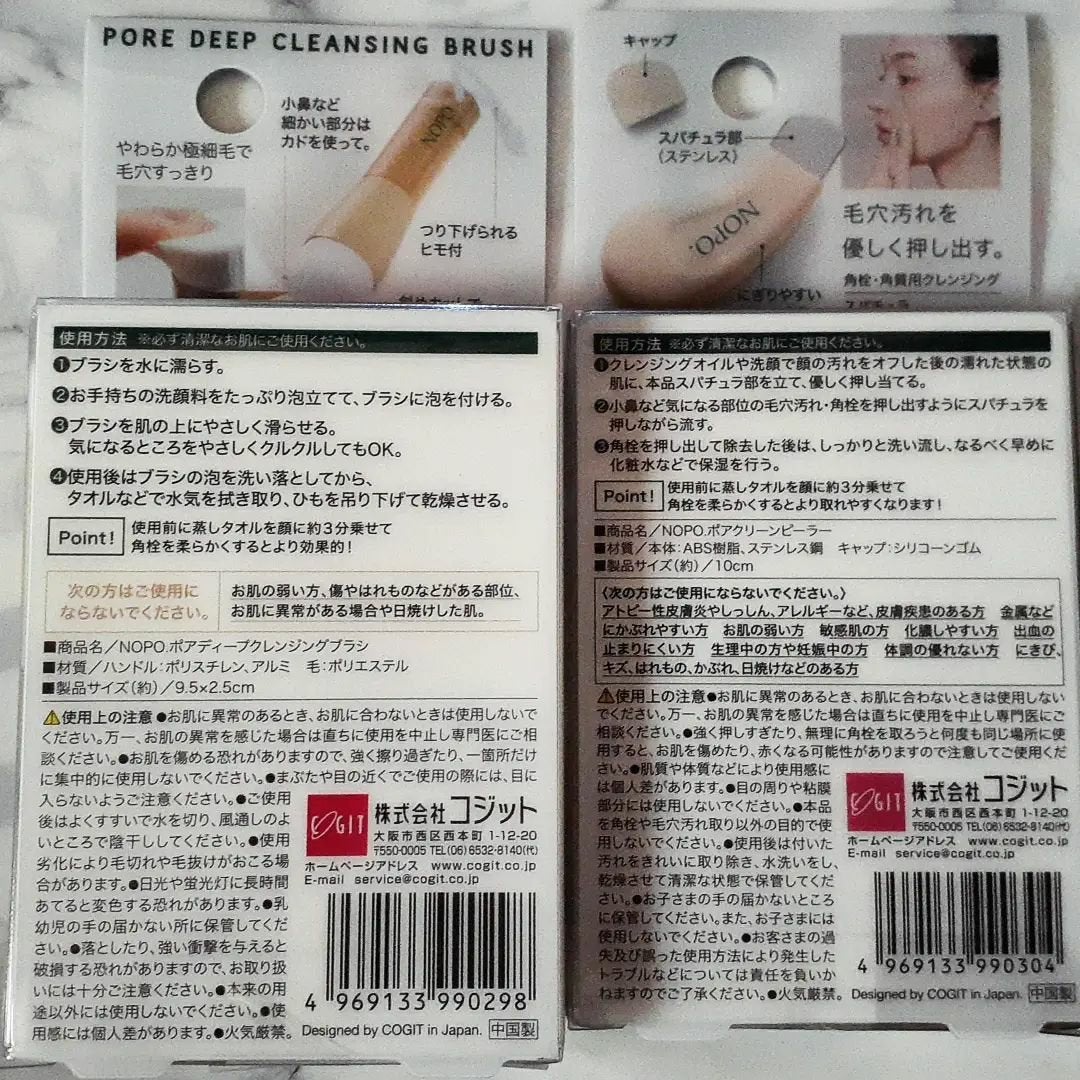 PORE DEEP CLEANSING BRUSH
小鼻など
細かい部分は
カドを使って。
やわらか極細毛で
毛穴すっきり
NOPO
つり下げられる
ヒモ付
使用方法 ※必ず清潔なお肌にご使用ください。
❶ブラシを水に濡らす。
❷お手持ちの洗顔料をたっぷり泡立てて、ブラシに泡を付ける。
❸ブラシを肌の上にやさしく滑らせる。
気になるところをやさしくクルクルしてもOK。
❹使用後はブラシの泡を洗い落としてから、
タオルなどで水気を拭き取り、ひもを吊り下げて乾燥させる。
Point!
使用前に蒸しタオルを顔に約3分乗せて
角栓を柔らかくするとより効果的!
次の方はご使用に
ならないでください。
お肌の弱い方、傷やはれものなどがある部位、
お肌に異常がある場合や日焼けした肌。
■商品名/NOPO.ポアディープクレンジングブラシ
■材質/ハンドル:ポリスチレン、アルミ 毛:ポリエステル
■製品サイズ(約)/9.5×2.5cm
⚠使用上の注意 ●お肌に異常のあるとき、お肌に合わないときは使用しないで
ください。万一、お肌の異常を感じた場合は直ちに使用を中止し専門医にご相
談ください。●お肌を傷める恐れがありますので、強く擦り過ぎたり、一箇所だけ
に集中的に使用しないでください。●まぶたや目の近くでご使用の際には、目に
入らないようご注意ください。●ご使用
後はよくすすいで水を切り、風通しのよ
いところで陰干ししてください。●使用
劣化により毛切れや毛抜けがおこる場
合があります。●日光や蛍光灯に長時間
あてると変色する恐れがあります。●乳
幼児の手の届かない所に保管してくだ
さい。●落としたり、強い衝撃を与えると
破損する恐れがありますので、お取り扱
いには十分ご注意ください。●本来の用
途以外には使用しないでください。●使
用感には個人差があります。●火気厳禁。
COGIT
株式会社コジット
大阪市西区西本町 1-12-20
〒550-0005 TEL(06)6532-8140(代)
ホームページアドレス www.cogit.co.jp
E-mail service@cogit.co.jp
4 969133 990298
Designed by COGIT in Japan. 中国製
キャップ
スパチュラ部
(ステンレス)
NOPO.
毛穴汚れを
優しく押し出す。
角栓・角質用クレンジング
スパチュラ
にぎりやすい
使用方法 ※必ず清潔なお肌にご使用ください。
❶クレンジングオイルや洗顔で顔の汚れをオフした後の濡れた状態の
肌に、本品スパチュラ部を立て、優しく押し当てる。
❷小鼻など気になる部位の毛穴汚れ・角栓を押し出すようにスパチュラを
押しながら流す。
❸角栓を押し出して除去した後は、しっかりと洗い流し、なるべく早めに
化粧水などで保湿を行う。
Point!
使用前に蒸しタオルを顔に約3分乗せて
角栓を柔らかくするとより取れやすくなります!
■商品名/NOPO.ポアクリーンピーラー
■材質/本体:ABS樹脂、ステンレス鋼 キャップ:シリコーンゴム
■製品サイズ(約)/10cm
〈次の方はご使用にならないでください。〉
アトピー性皮膚炎やしっしん、アレルギーなど、皮膚疾患のある方 金属など
にかぶれやすい方 お肌の弱い方 敏感肌の方 化膿しやすい方 出血の
止まりにくい方 生理中の方や妊娠中の方 体調の優れない方 にきび、
キズ、はれもの、かぶれ、日焼けなどのある方
⚠使用上の注意 ●お肌に異常のあるとき、お肌に合わないときは使用しない
でください。万一、お肌の異常を感じた場合は直ちに使用を中止し専門医にご
相談ください。●強く押しすぎたり、無理に角栓を取ろうと何度も同じ場所に使
用すると、お肌を傷めたり、赤くなる可能性がありますので注意してご使用くだ
さい。●肌質や体質などにより使用感に
は個人差があります。●目の周りや粘膜
部分には使用しないでください。●本品
を角栓や毛穴汚れ取り以外の目的で使
用しないでください。●使用後は付いた
汚れをきれいに取り除き、水洗いをし、
乾燥させて清潔な状態で保管してくだ
さい。●お子さまの手の届かないところ
に保管してください。また、お子さまには
使用しないでください。●お客さまの過
失及び誤った使用方法により発生した
トラブルなどについては責任を負いか
ねますのでご了承ください。●火気厳禁。
COGIT
株式会社コジット
大阪市西区西本町 1-12-20
〒550-0005 TEL(06)6532-8140(代)
ホームページアドレス www.cogit.co.jp
E-mail service@cogit.co.jp
4 969133 990304
Designed by COGIT in Japan. 中国製